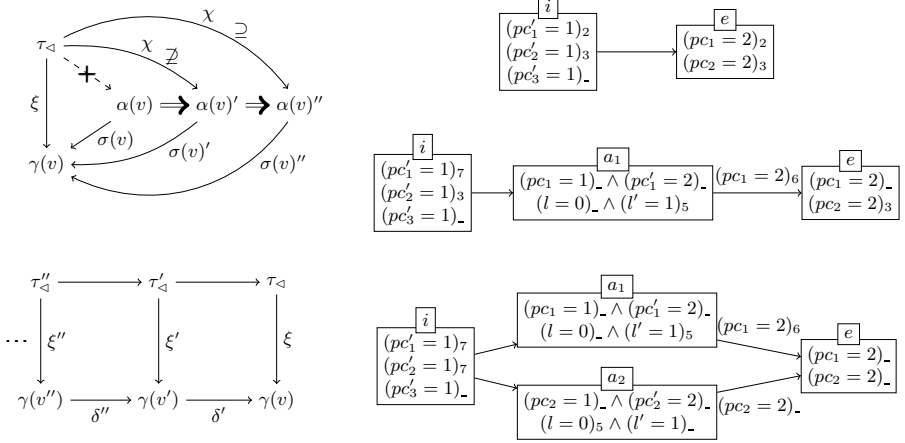 χ
⊇
τ◁
χ
⊉
+
ξ
α(v) ⇒ α(v)′ ⇒ α(v)″
σ(v)
σ(v)′
γ(v)
σ(v)″
τ″◁
τ′◁
τ◁
...
ξ″
ξ′
ξ
γ(v″)
γ(v′)
γ(v)
δ″
δ′
i
(pc′₁ = 1)₂
(pc′₂ = 1)₃
(pc′₃ = 1)_
e
(pc₁ = 2)₂
(pc₂ = 2)₃
i
(pc′₁ = 1)₇
(pc′₂ = 1)₃
(pc′₃ = 1)_
a₁
(pc₁ = 1)_ ∧ (pc′₁ = 2)_
(l = 0)_ ∧ (l′ = 1)₅
(pc₁ = 2)₆
e
(pc₁ = 2)_
(pc₂ = 2)₃
i
(pc′₁ = 1)₇
(pc′₂ = 1)₇
(pc′₃ = 1)_
a₁
(pc₁ = 1)_ ∧ (pc′₁ = 2)_
(l = 0)_ ∧ (l′ = 1)₅
(pc₁ = 2)₆
a₂
(pc₂ = 1)_ ∧ (pc′₂ = 2)_
(l = 0)₅ ∧ (l′ = 1)_
(pc₂ = 2)_
e
(pc₁ = 2)_
(pc₂ = 2)_